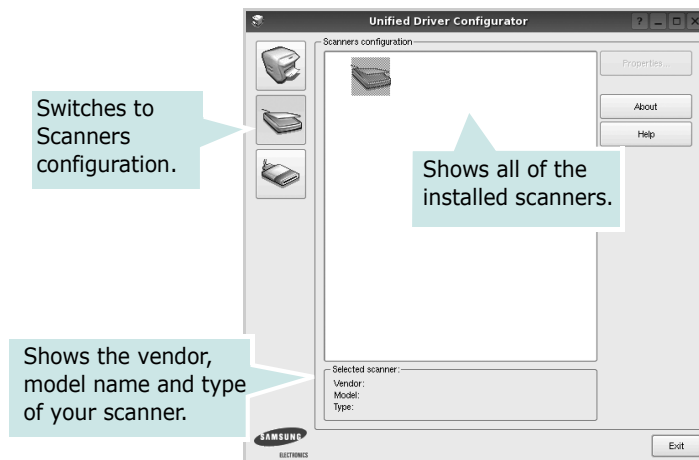 Unified Driver Configurator
Scanners configuration
Properties...
About
Help
Switches to
Scanners
configuration.
Shows all of the
installed scanners.
Shows the vendor,
model name and type
of your scanner.
Selected scanner:
Vendor:
Model:
Type:
SAMSUNG
ELECTRONICS
Exit